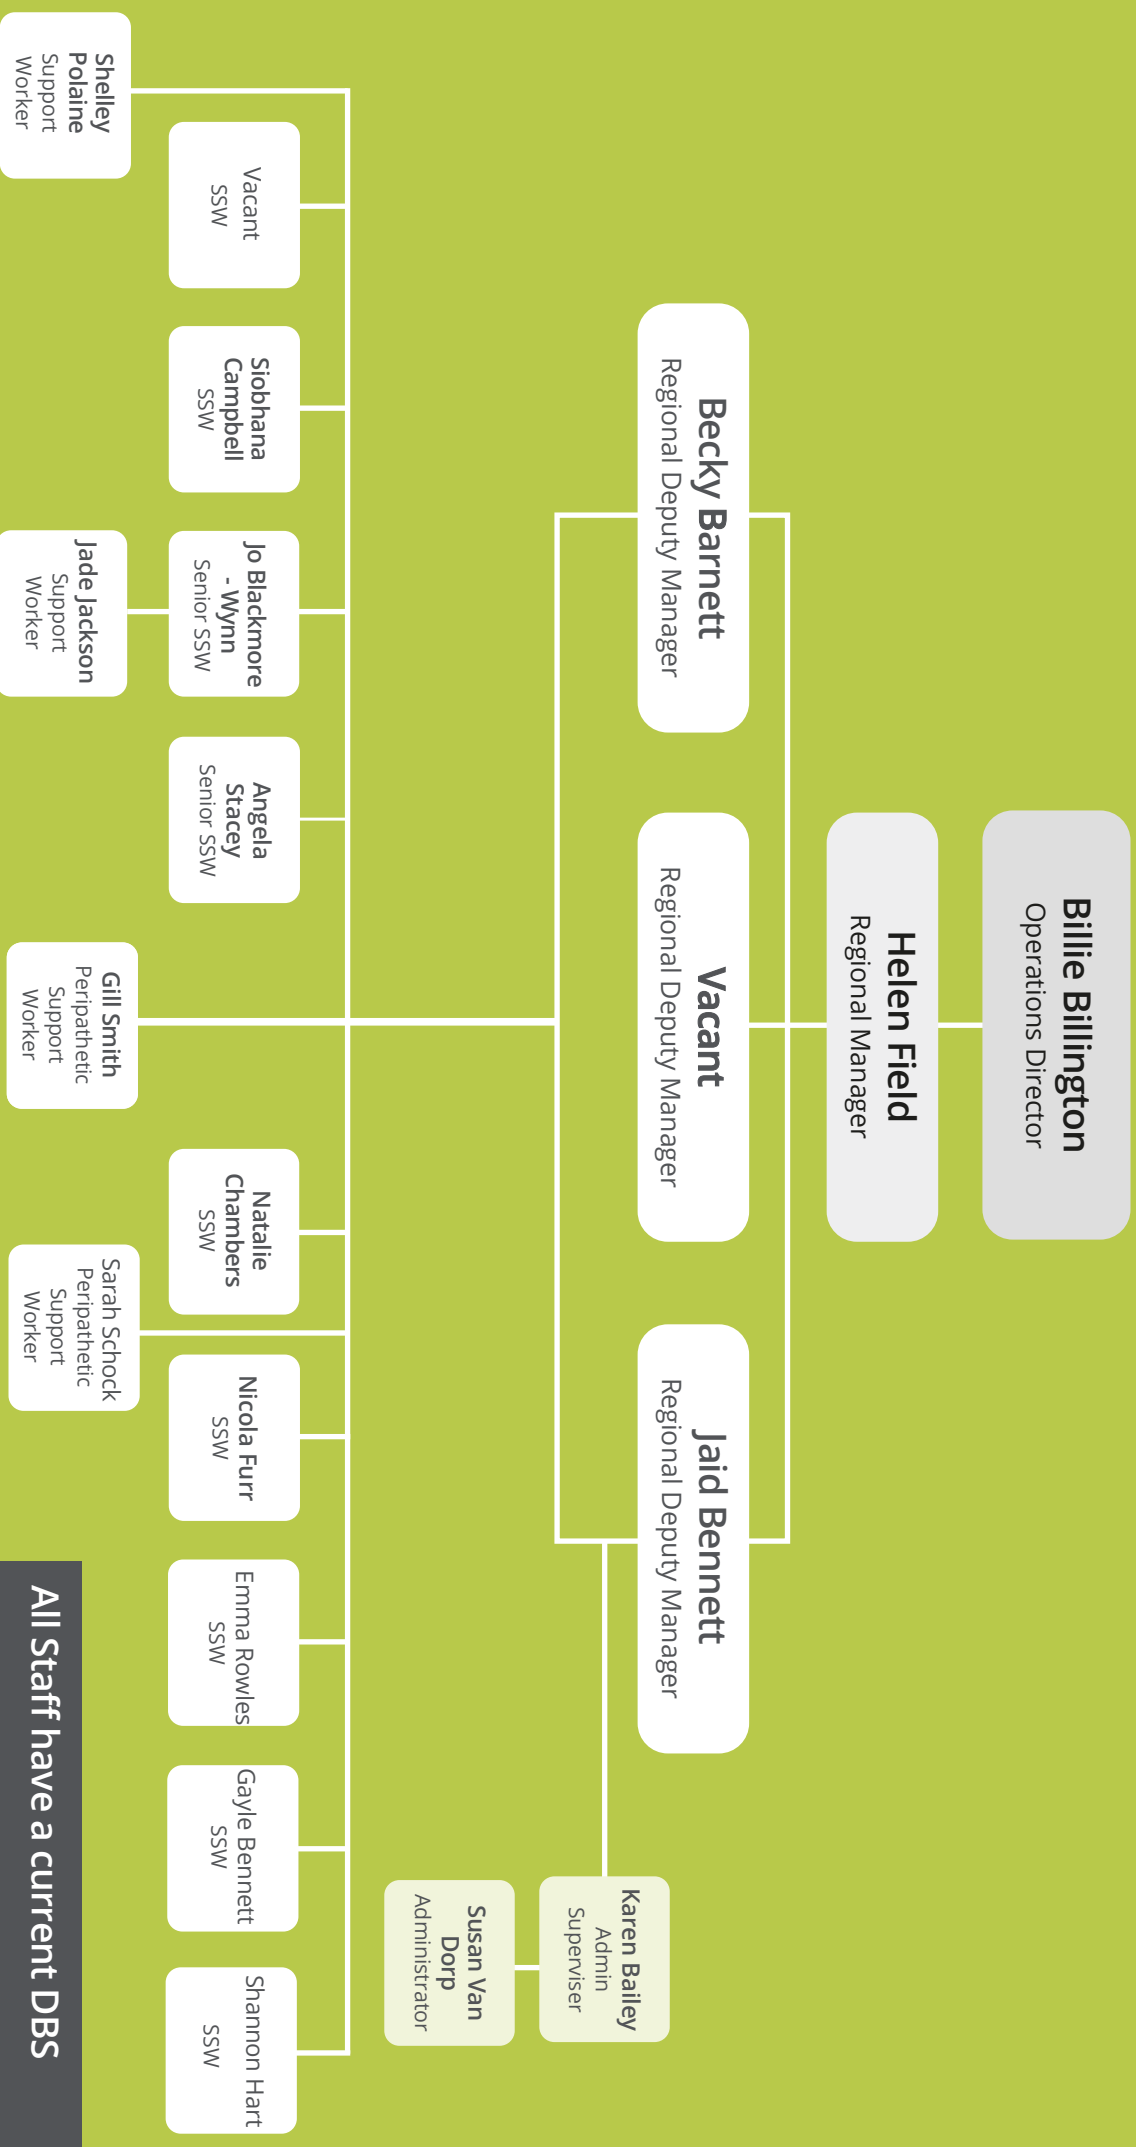 Billie Billington
Operations Director
Helen Field
Regional Manager
Becky Barnett
Regional Deputy Manager
Vacant
Regional Deputy Manager
Jaid Bennett
Regional Deputy Manager
Karen Bailey
Admin
Superviser
Susan Van
Dorp
Administrator
Vacant
SSW
Siobhana
Campbell
SSW
Jo Blackmore
- Wynn
Senior SSW
Angela
Stacey
Senior SSW
Natalie
Chambers
SSW
Nicola Furr
SSW
Emma Rowles
SSW
Gayle Bennett
SSW
Shannon Hart
SSW
Shelley
Polaine
Support
Worker
Jade Jackson
Support
Worker
Gill Smith
Peripathetic
Support
Worker
Sarah Schock
Peripathetic
Support
Worker
All Staff have a current DBS